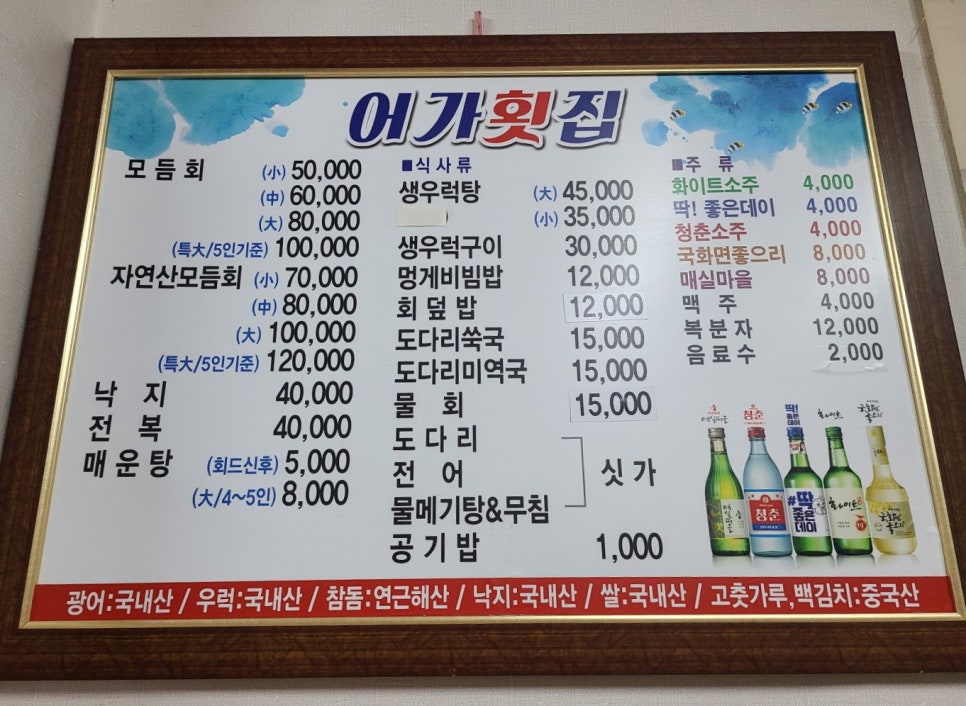 어가횟집
모듬회 (小) 50,000
(中) 60,000
(大) 80,000
(특大/5인기준) 100,000
자연산모듬회 (小) 70,000
(中) 80,000
(大) 100,000
(특大/5인기준) 120,000
낙지 40,000
전복 40,000
매운탕 (회드신후) 5,000
(大/4~5인) 8,000
■식사류
생우럭탕 (大) 45,000
(小) 35,000
생우럭구이 30,000
멍게비빔밥 12,000
회덮밥 12,000
도다리쑥국 15,000
도다리미역국 15,000
물회 15,000
도다리
전어 싯가
물메기탕&무침
공기밥 1,000
■주류
화이트소주 4,000
딱! 좋은데이 4,000
청춘소주 4,000
국화면좋으리 8,000
매실마을 8,000
맥주 4,000
복분자 12,000
음료수 2,000
청춘
#딱
좋은
데이
화이트
광어:국내산 / 우럭:국내산 / 참돔:연근해산 / 낙지:국내산 / 쌀:국내산 / 고춧가루,백김치:중국산